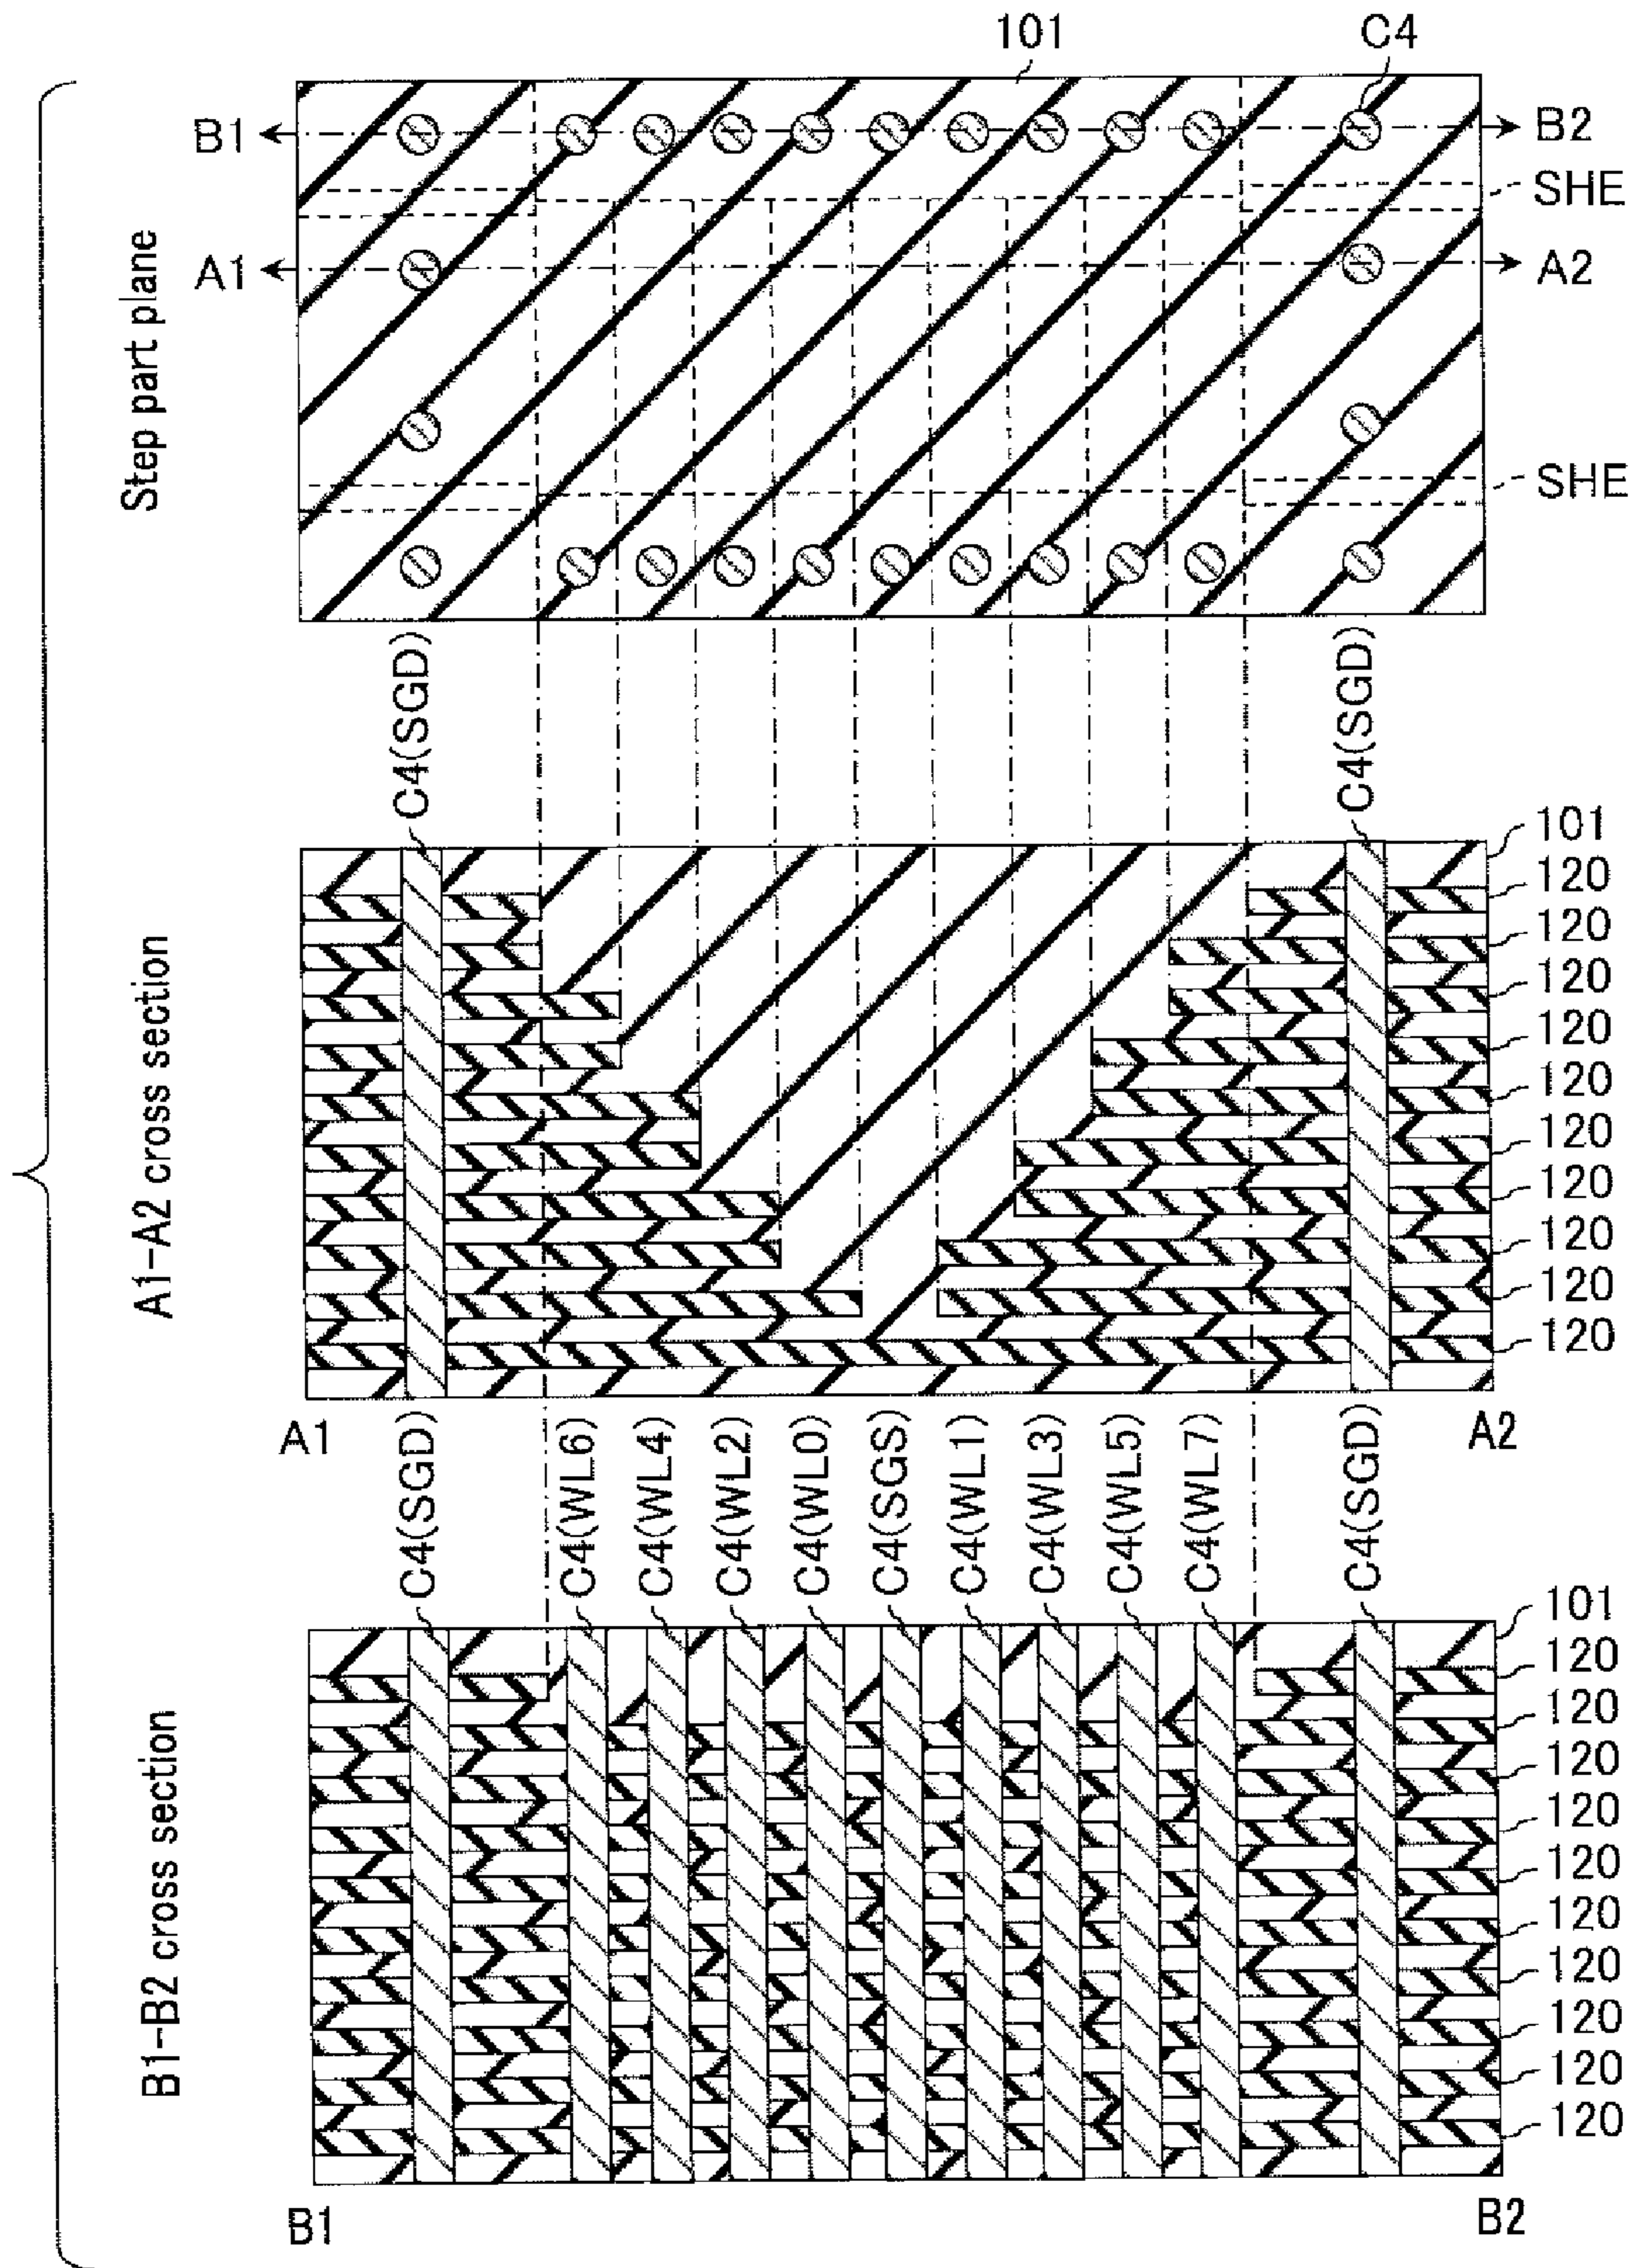 101
C4
B1
B2
SHE
A1
A2
SHE
Step part plane
C4(SGD)
C4(SGD)
101
120
120
120
120
120
120
120
120
120
120
A1-A2 cross section
A1
A2
C4(SGD)
C4(WL6)
C4(WL4)
C4(WL2)
C4(WL0)
C4(SGS)
C4(WL1)
C4(WL3)
C4(WL5)
C4(WL7)
C4(SGD)
101
120
120
120
120
120
120
120
120
120
120
B1-B2 cross section
B1
B2